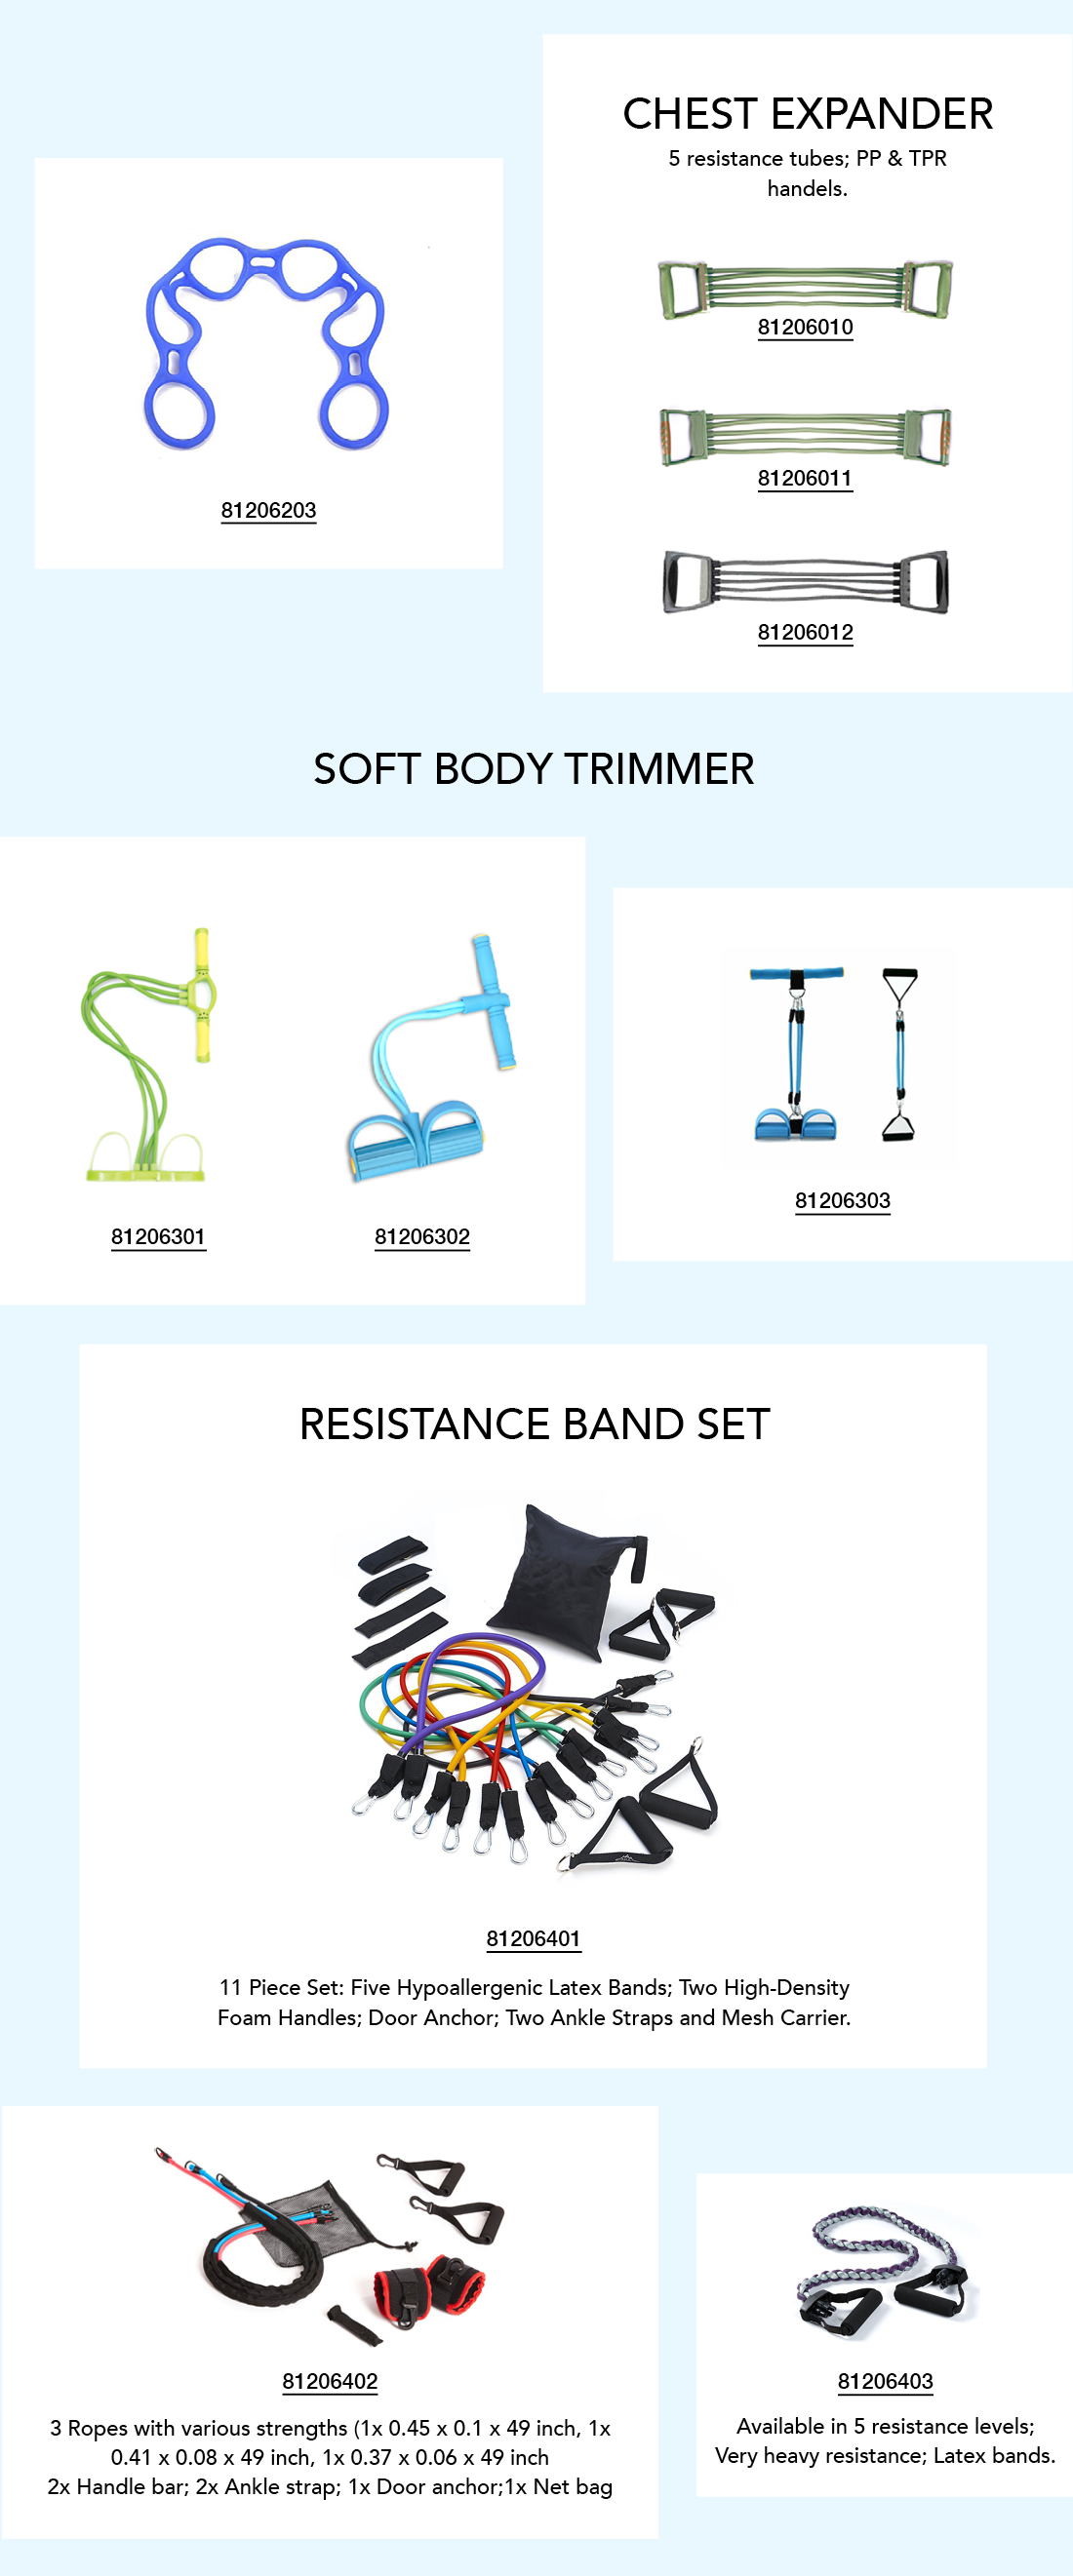 CHEST EXPANDER
5 resistance tubes; PP & TPR
handels.
81206010
81206011
81206012
81206203
SOFT BODY TRIMMER
81206301
81206302
81206303
RESISTANCE BAND SET
81206401
11 Piece Set: Five Hypoallergenic Latex Bands; Two High-Density
Foam Handles; Door Anchor; Two Ankle Straps and Mesh Carrier.
81206402
3 Ropes with various strengths (1x 0.45 x 0.1 x 49 inch, 1x
0.41 x 0.08 x 49 inch, 1x 0.37 x 0.06 x 49 inch
2x Handle bar; 2x Ankle strap; 1x Door anchor;1x Net bag
81206403
Available in 5 resistance levels;
Very heavy resistance; Latex bands.